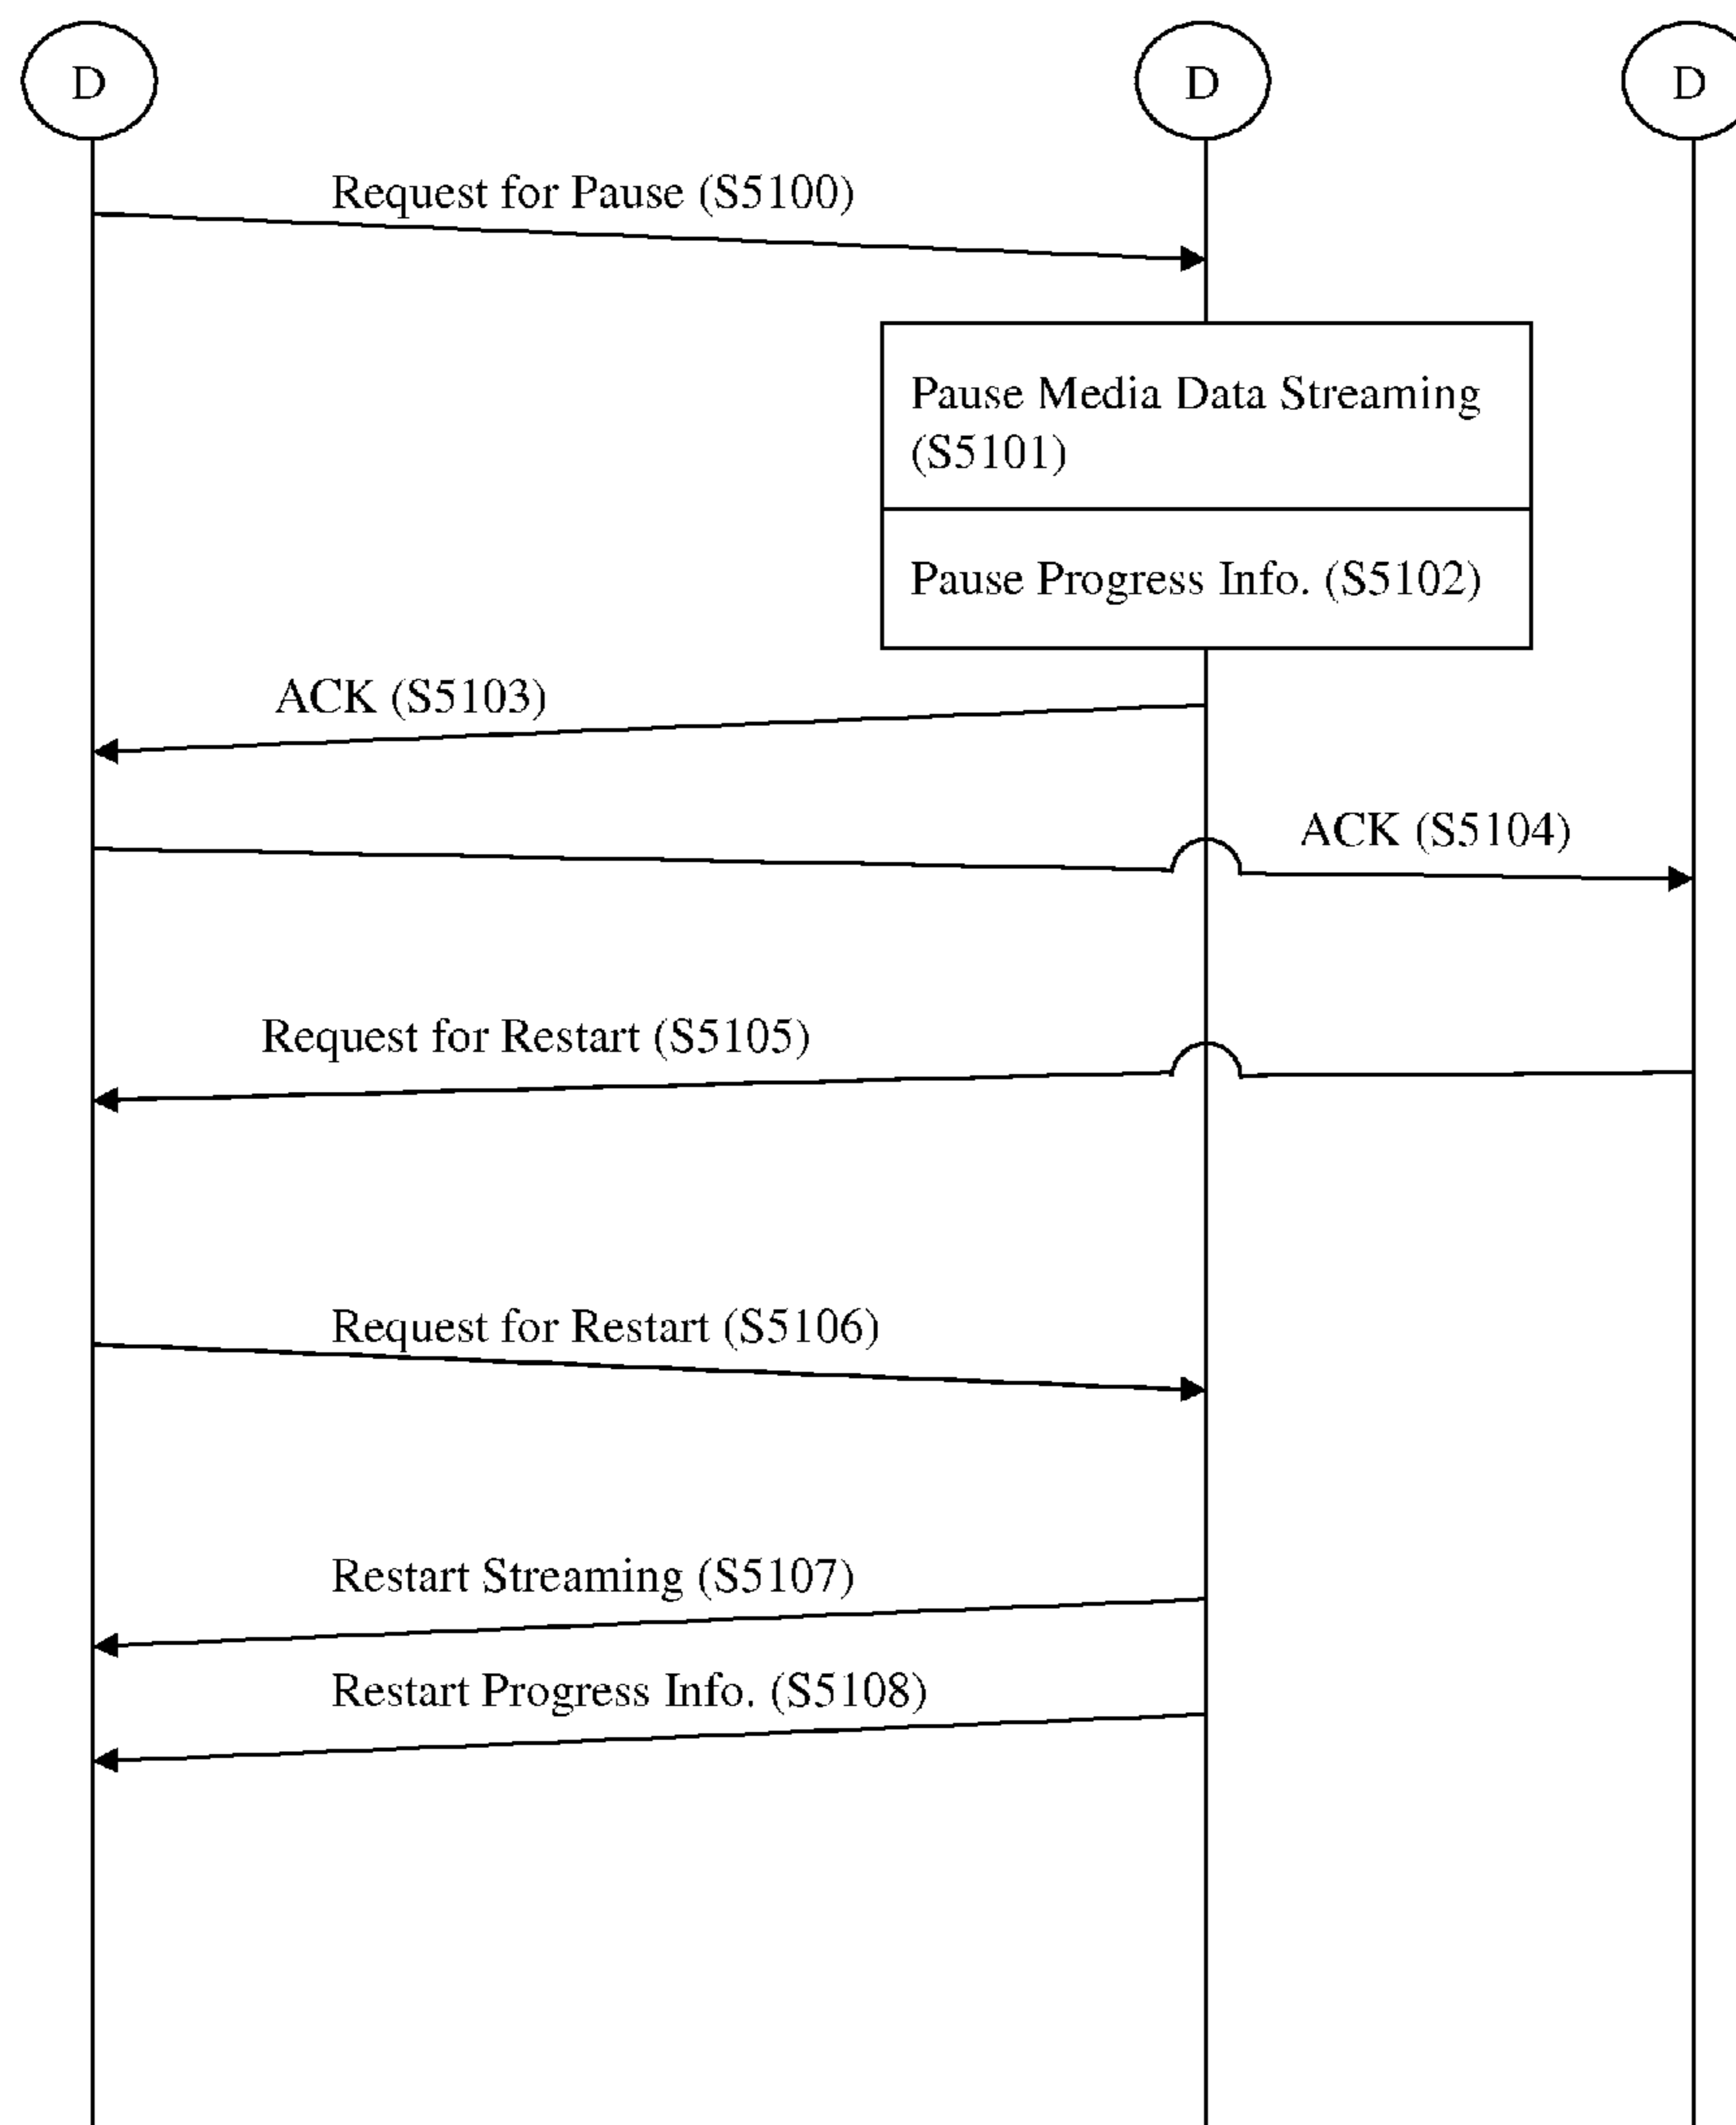 D D D
Request for Pause (S5100)
Pause Media Data Streaming
(S5101)
Pause Progress Info. (S5102)
ACK (S5103)
ACK (S5104)
Request for Restart (S5105)
Request for Restart (S5106)
Restart Streaming (S5107)
Restart Progress Info. (S5108)